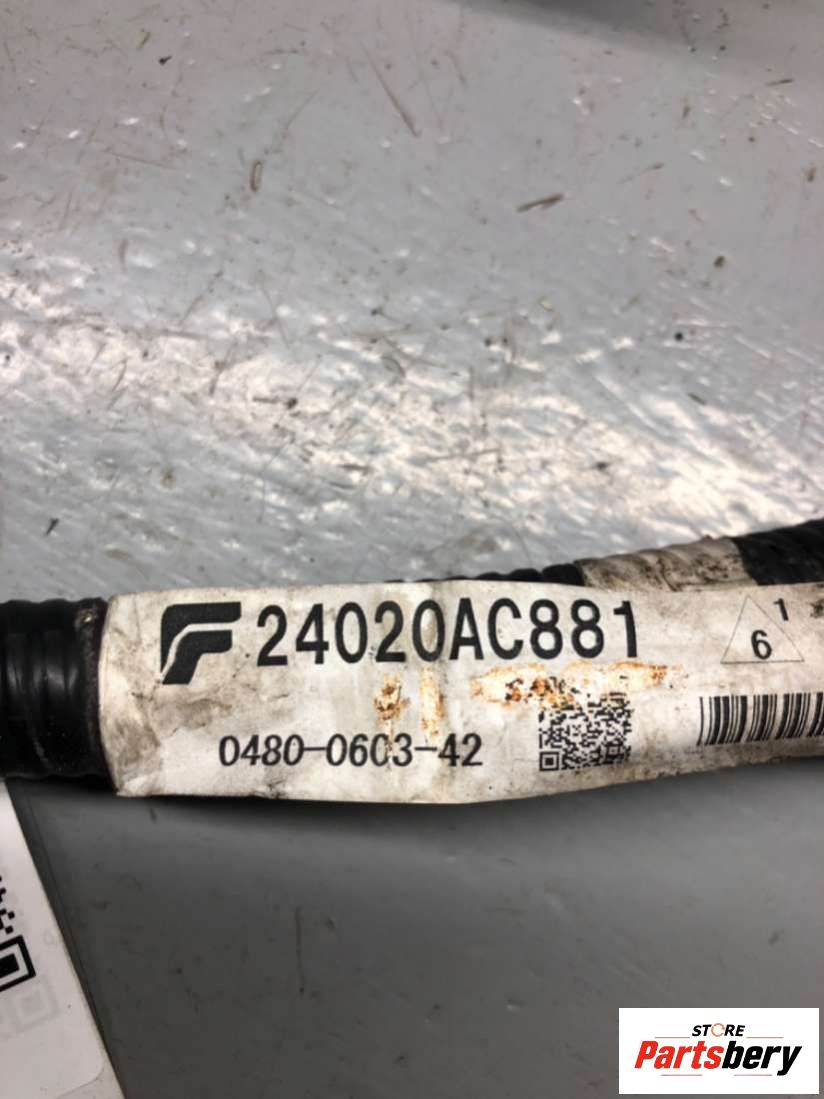 F 24020AC881
1
6
0480-0603-42
STORE
Partsbery